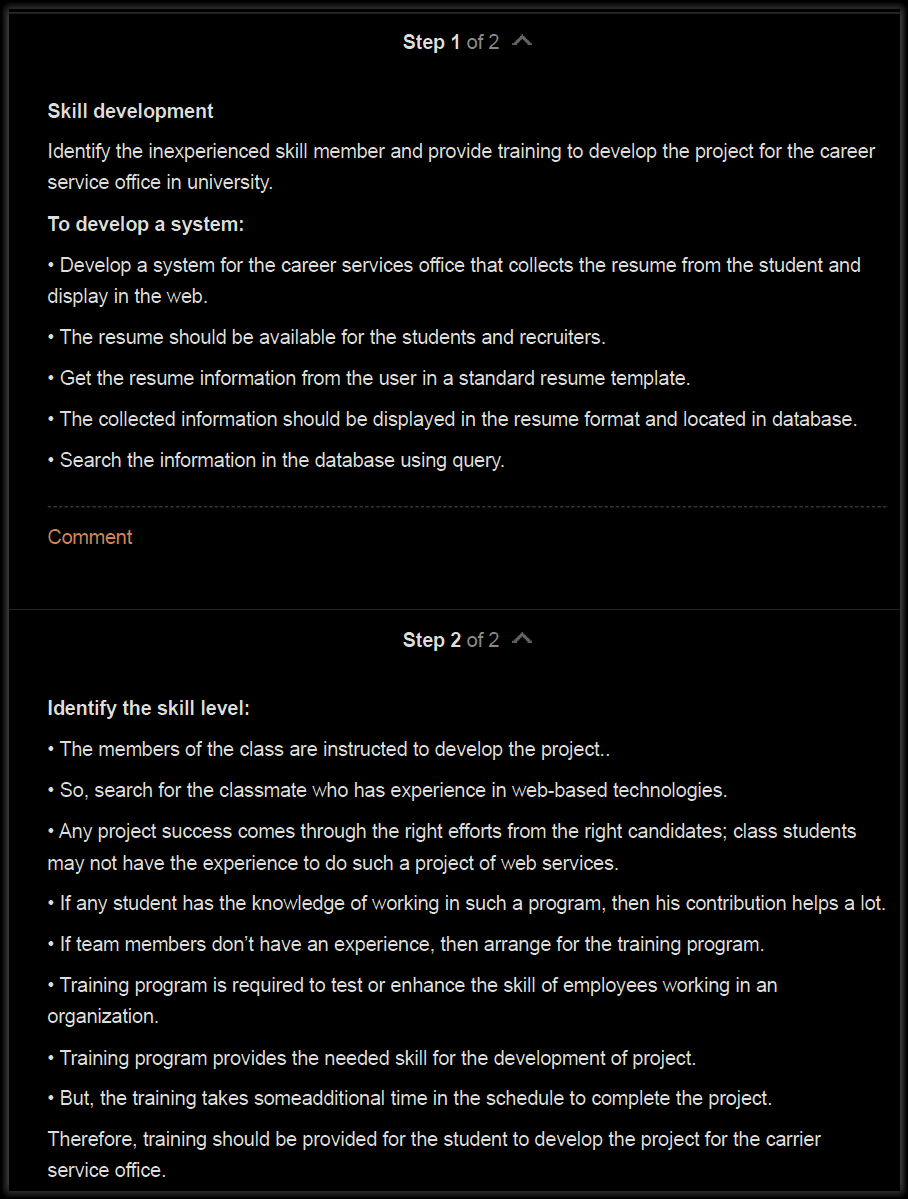 Step 1 of 2
Skill development
Identify the inexperienced skill member and provide training to develop the project for the career
service office in university.
To develop a system:
• Develop a system for the career services office that collects the resume from the student and
display in the web.
• The resume should be available for the students and recruiters.
• Get the resume information from the user in a standard resume template.
• The collected information should be displayed in the resume format and located in database.
• Search the information in the database using query.
Comment
Step 2 of 2
Identify the skill level:
• The members of the class are instructed to develop the project..
• So, search for the classmate who has experience in web-based technologies.
• Any project success comes through the right efforts from the right candidates; class students
may not have the experience to do such a project of web services.
• If any student has the knowledge of working in such a program, then his contribution helps a lot.
• If team members don’t have an experience, then arrange for the training program.
• Training program is required to test or enhance the skill of employees working in an
organization.
• Training program provides the needed skill for the development of project.
• But, the training takes someadditional time in the schedule to complete the project.
Therefore, training should be provided for the student to develop the project for the carrier
service office.